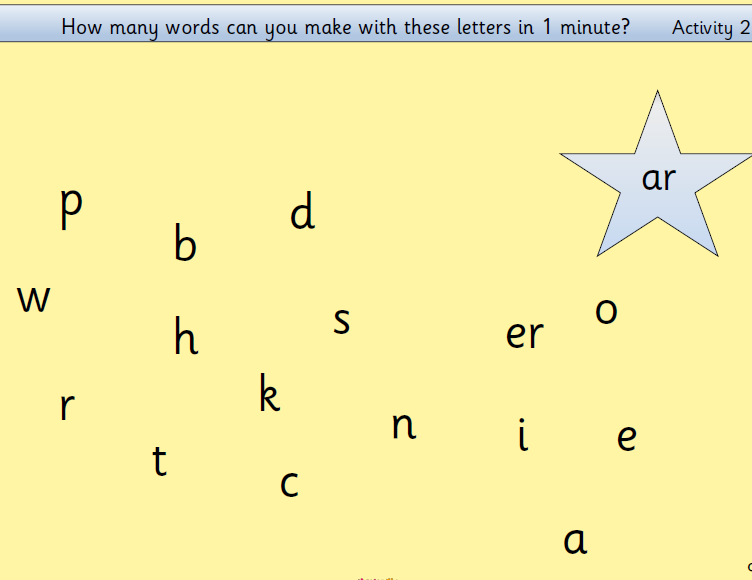 How many words can you make with these letters in 1 minute? Activity 2
ar
p
b
d
w
h
s
er
o
r
k
n
i
e
t
c
a